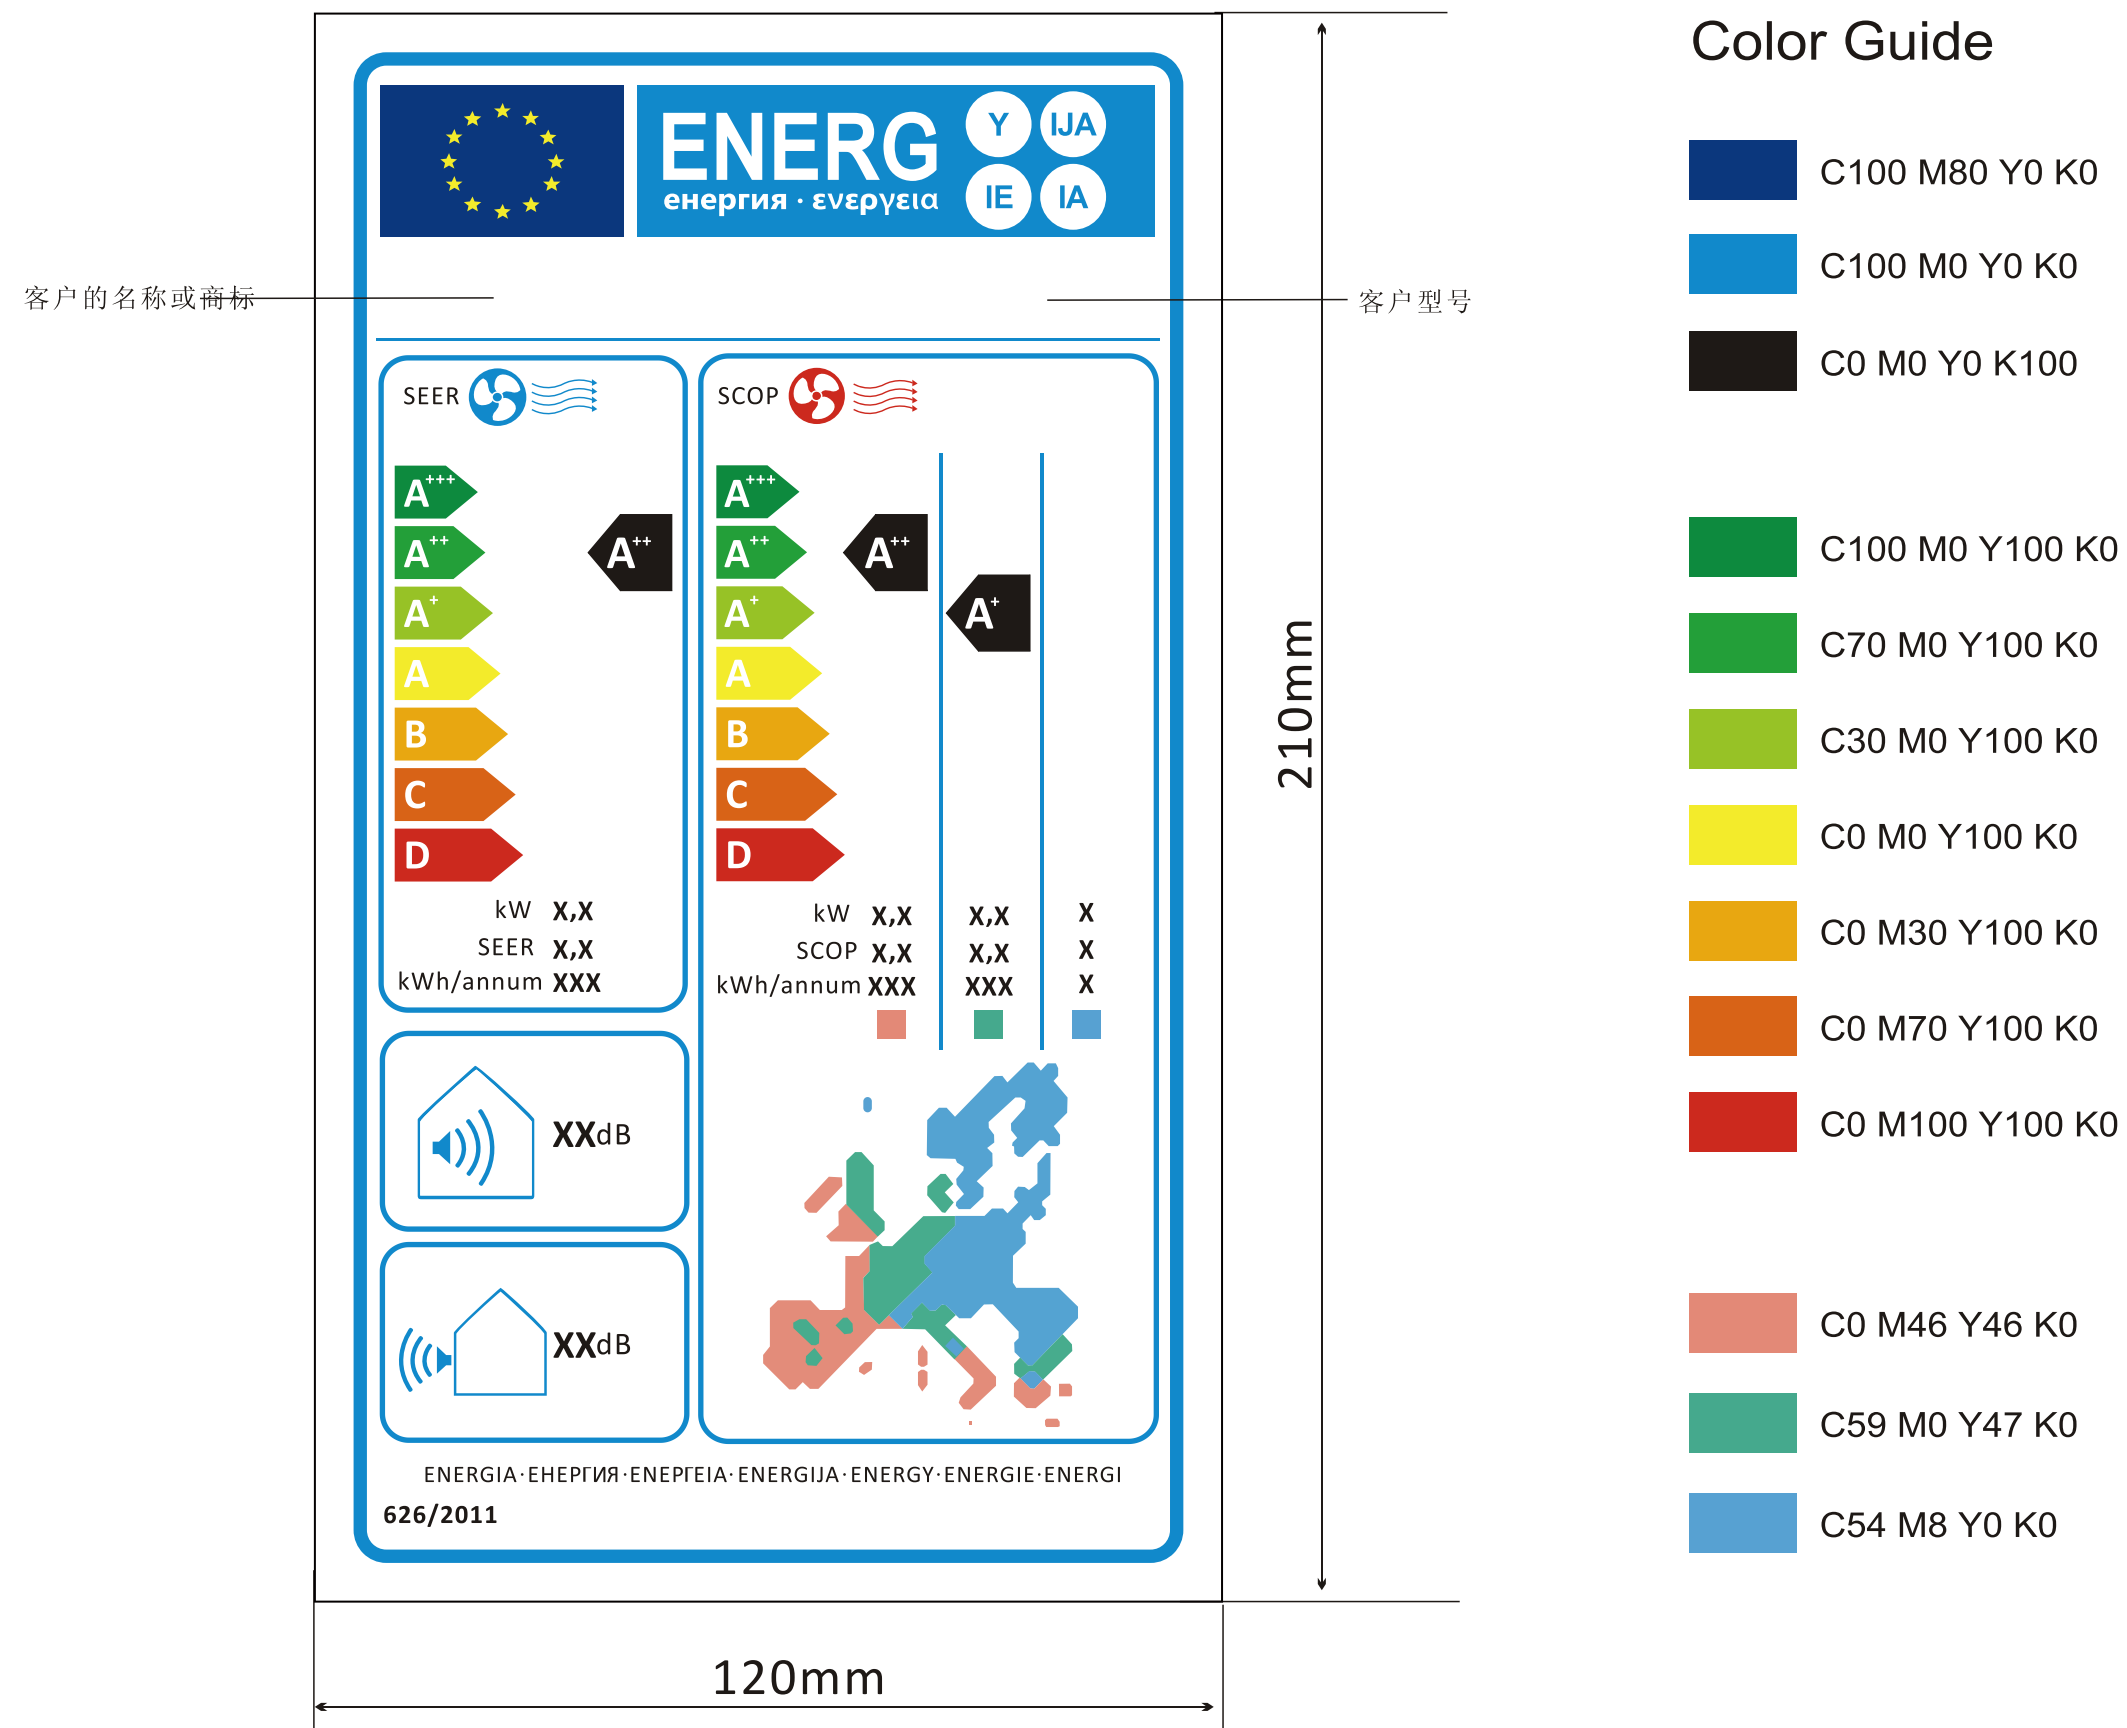 Color Guide
ENERG
Y
IJA
IE
IA
енергия · ενεργεια
客户的名称或商标
客户型号
SEER
A+++
A++
A+
A
B
C
D
A++
kW X,X
SEER X,X
kWh/annum XXX
SCOP
A+++
A++
A+
A
B
C
D
A++
A+
kW X,X X,X X
SCOP X,X X,X X
kWh/annum XXX XXX X
XXdB
XXdB
ENERGIA·ЕНЕРГИЯ·ΕΝΕΡΓΕΙΑ·ENERGIJA·ENERGY·ENERGIE·ENERGI
626/2011
210mm
120mm
C100 M80 Y0 K0
C100 M0 Y0 K0
C0 M0 Y0 K100
C100 M0 Y100 K0
C70 M0 Y100 K0
C30 M0 Y100 K0
C0 M0 Y100 K0
C0 M30 Y100 K0
C0 M70 Y100 K0
C0 M100 Y100 K0
C0 M46 Y46 K0
C59 M0 Y47 K0
C54 M8 Y0 K0